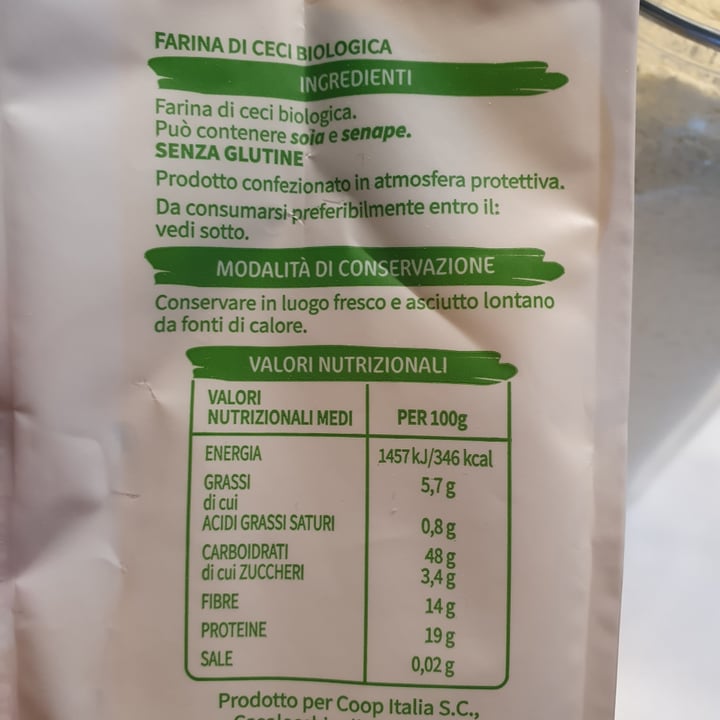 FARINA DI CECI BIOLOGICA
INGREDIENTI
Farina di ceci biologica.
Può contenere soia e senape.
SENZA GLUTINE
Prodotto confezionato in atmosfera protettiva.
Da consumarsi preferibilmente entro il:
vedi sotto.
MODALITÀ DI CONSERVAZIONE
Conservare in luogo fresco e asciutto lontano
da fonti di calore.
VALORI NUTRIZIONALI
VALORI
NUTRIZIONALI MEDI PER 100g
ENERGIA 1457 kJ/346 kcal
GRASSI 5,7 g
di cui
ACIDI GRASSI SATURI 0,8 g
CARBOIDRATI 48 g
di cui ZUCCHERI 3,4 g
FIBRE 14 g
PROTEINE 19 g
SALE 0,02 g
Prodotto per Coop Italia S.C.,